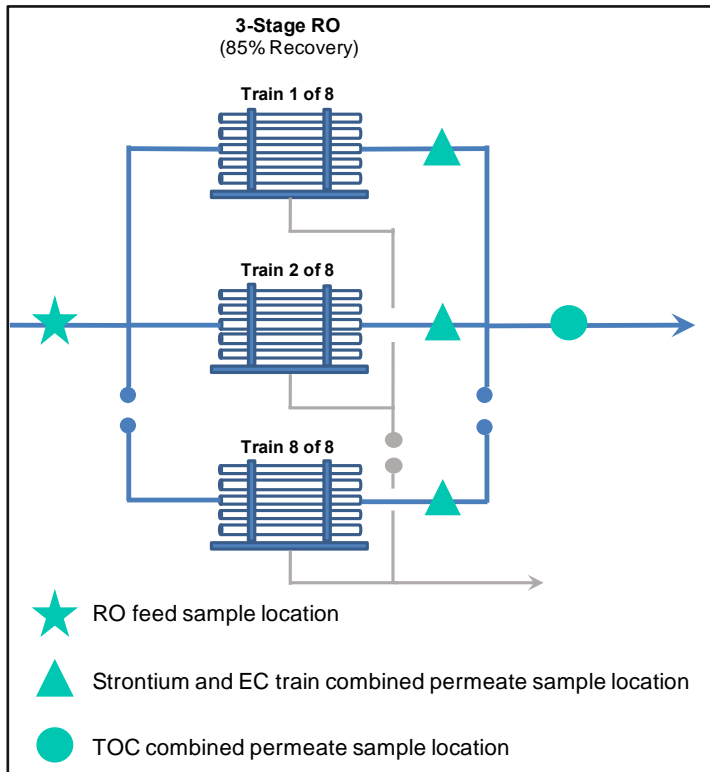 3-Stage RO
(85% Recovery)
Train 1 of 8
Train 2 of 8
Train 8 of 8
RO feed sample location
Strontium and EC train combined permeate sample location
TOC combined permeate sample location